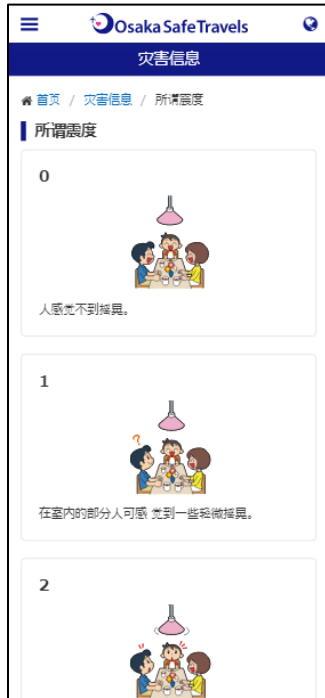 Osaka Safe Travels
灾害信息
首页 / 灾害信息 / 所谓震度
所谓震度
0
人感觉不到摇晃。
1
?
在室内的部分人可感 觉到一些轻微摇晃。
2